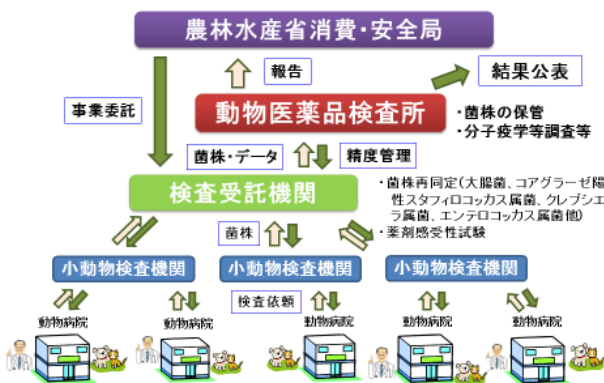 農林水産省消費・安全局
報告
結果公表
事業委託
動物医薬品検査所
・菌株の保管
・分子疫学等調査等
菌株・データ
精度管理
検査受託機関
・菌株再同定(大腸菌、コアグラーゼ陽
性スタフィロコッカス属菌、クレブシエ
ラ属菌、エンテロコッカス属菌他)
・薬剤感受性試験
菌株
小動物検査機関
小動物検査機関
小動物検査機関
検査依頼
動物病院
動物病院
動物病院
動物病院
動物病院